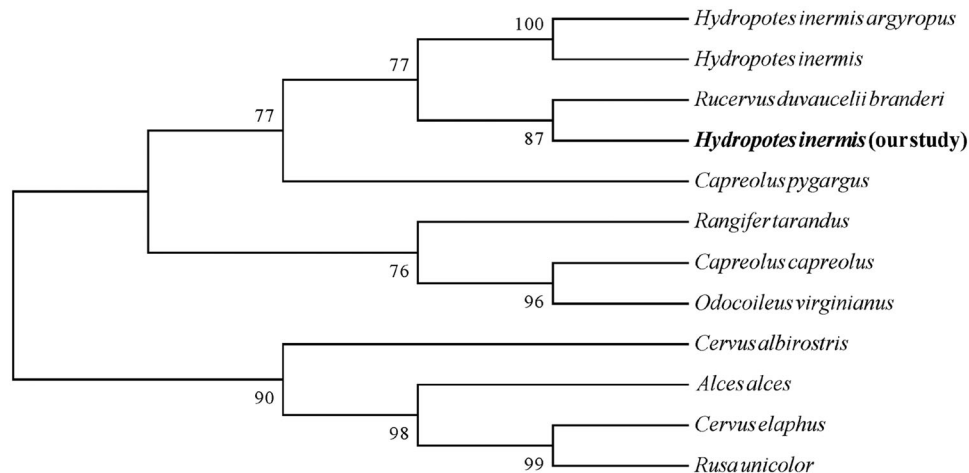 Hydropotes inermis argyropus
100
Hydropotes inermis
77
Rucervus duvaucelii branderi
77
87
Hydropotes inermis (our study)
Capreolus pygargus
Rangifer tarandus
76
Capreolus capreolus
96
Odocoileus virginianus
Cervus albirostris
90
Alces alces
98
Cervus elaphus
99
Rusa unicolor